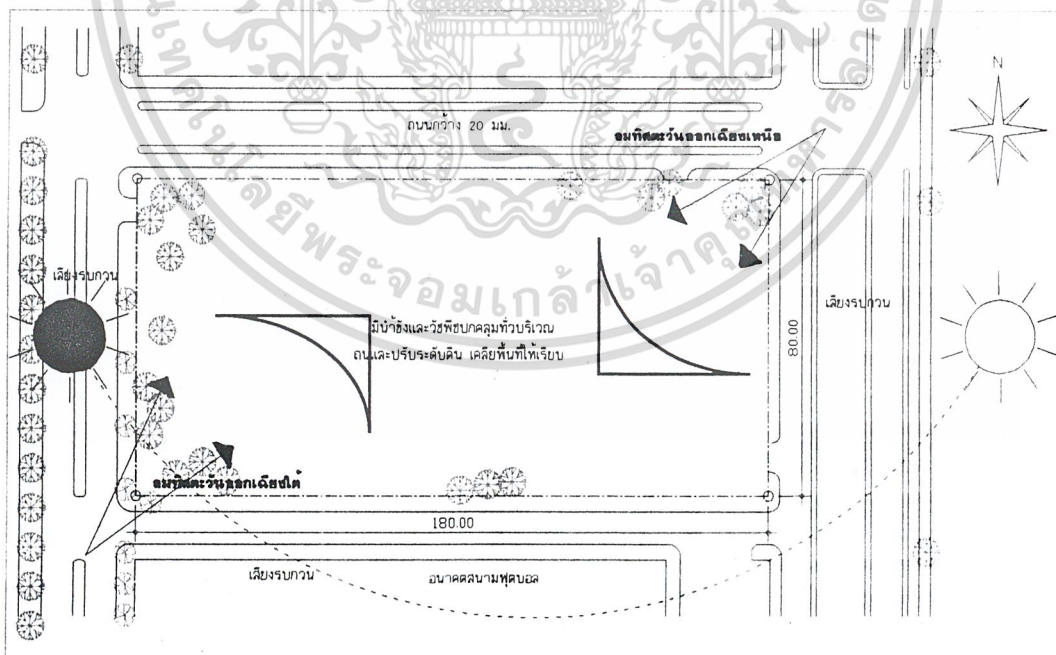 N
ถนนกว้าง 20 มม.
ลมทิศตะวันออกเฉียงเหนือ
เสียงรบกวน
มีน้ำขังและวัชพืชปกคลุมทั่วบริเวณ
ถมและปรับระดับดิน เคลียพื้นที่ให้เรียบ
80.00
เสียงรบกวน
ลมทิศตะวันออกเฉียงใต้
180.00
เสียงรบกวน
อนาคตสนามฟุตบอล